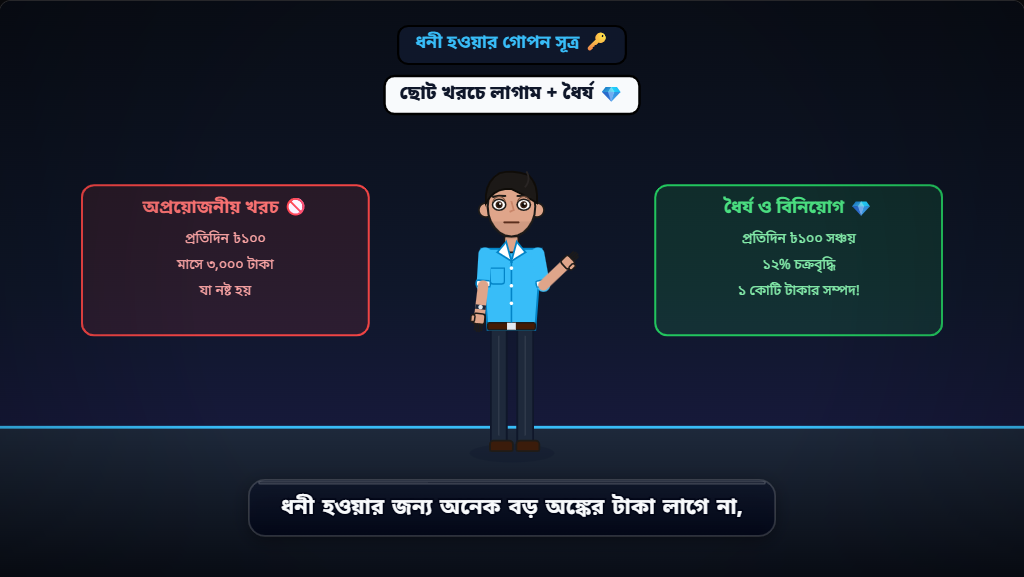 ধনী হওয়ার গোপন সূত্র 🔑
ছোট খরচে লাগাম + ধৈর্য 💎
অপ্রয়োজনীয় খরচ 🚫
প্রতিদিন ৳১০০
মাসে ৩,০০০ টাকা
যা নষ্ট হয়
ধৈর্য ও বিনিয়োগ 💎
প্রতিদিন ৳১০০ সঞ্চয়
১২% চক্রবৃদ্ধি
১ কোটি টাকার সম্পদ!
ধনী হওয়ার জন্য অনেক বড় অঙ্কের টাকা লাগে না,